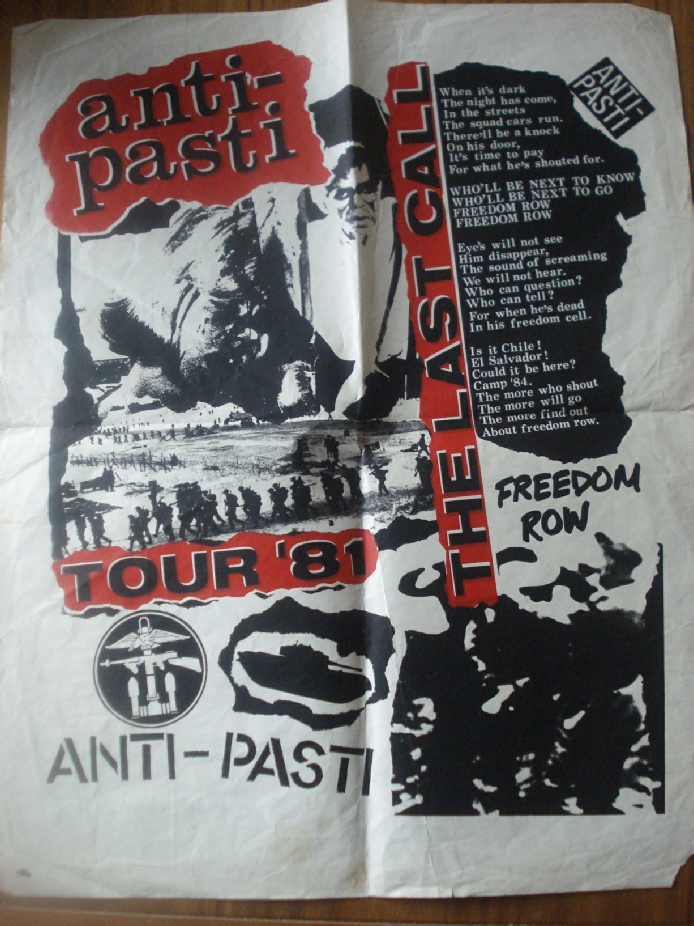 anti-
pasti
THE LAST CALL
ANTI-
PASTI
When it's dark
The night has come,
In the streets
The squad cars run.
There'll be a knock
On his door,
It's time to pay
For what he's shouted for.
WHO'LL BE NEXT TO KNOW
WHO'LL BE NEXT TO GO
FREEDOM ROW
FREEDOM ROW
Eye's will not see
Him disappear,
The sound of screaming
We will not hear.
Who can question?
Who can tell?
For when he's dead
In his freedom cell.
Is it Chile!
El Salvador!
Could it be here?
Camp '84.
The more who shout
The more will go
The more find out
About freedom row.
FREEDOM
ROW
TOUR '81
ANTI-PASTI